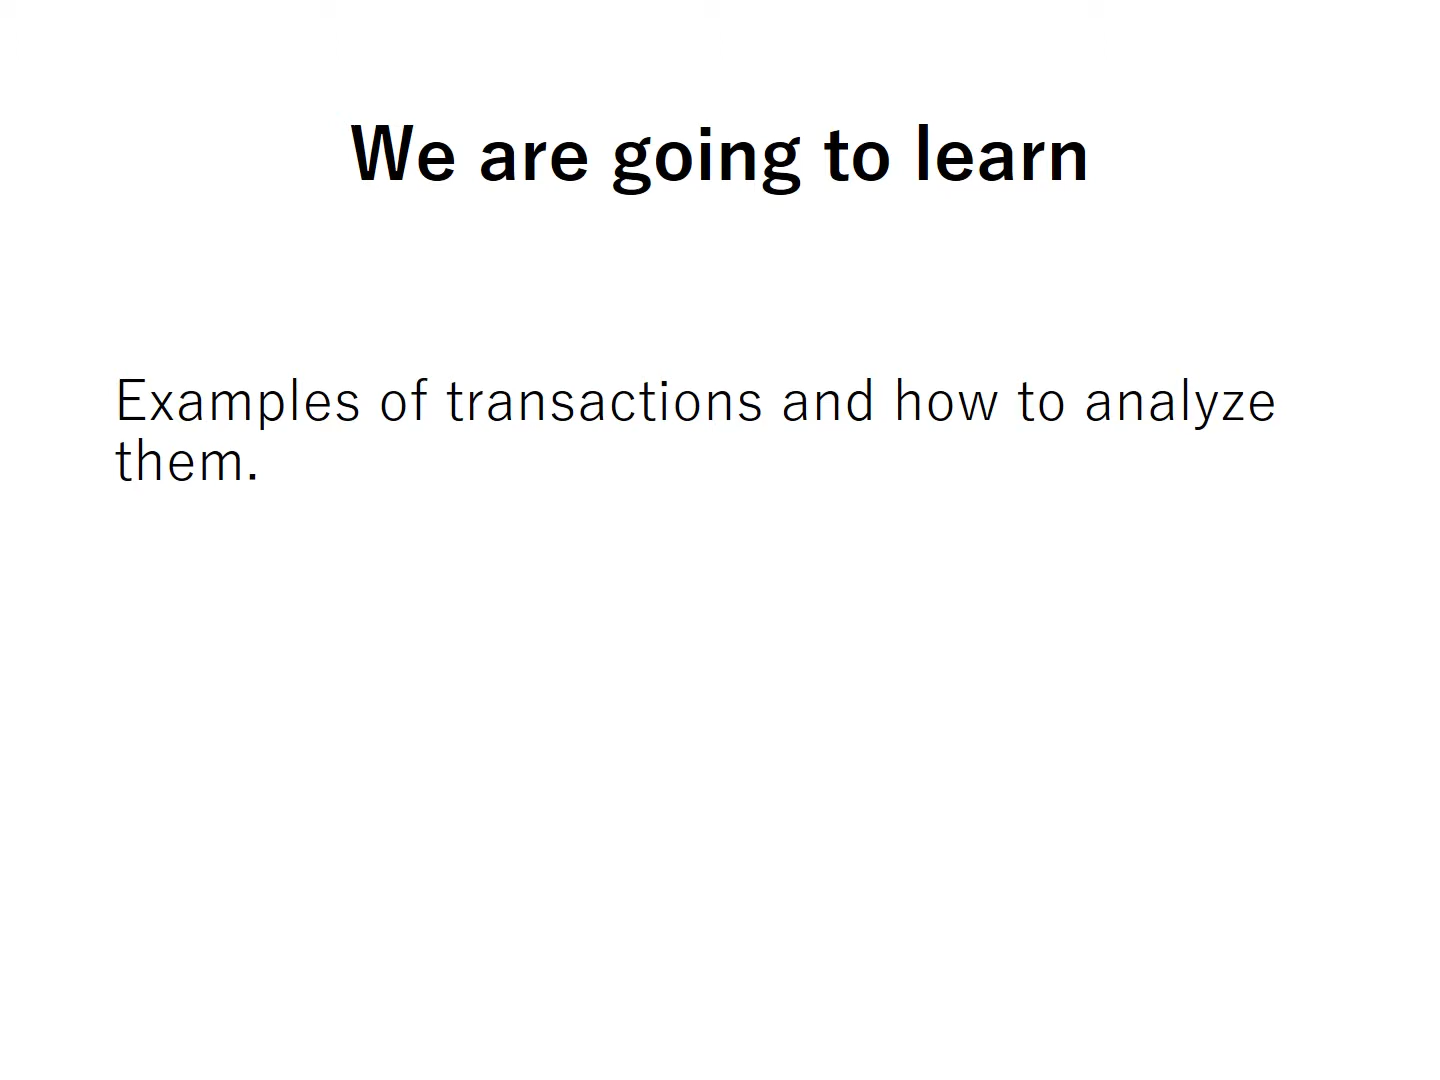 We are going to learn
Examples of transactions and how to analyze
them.